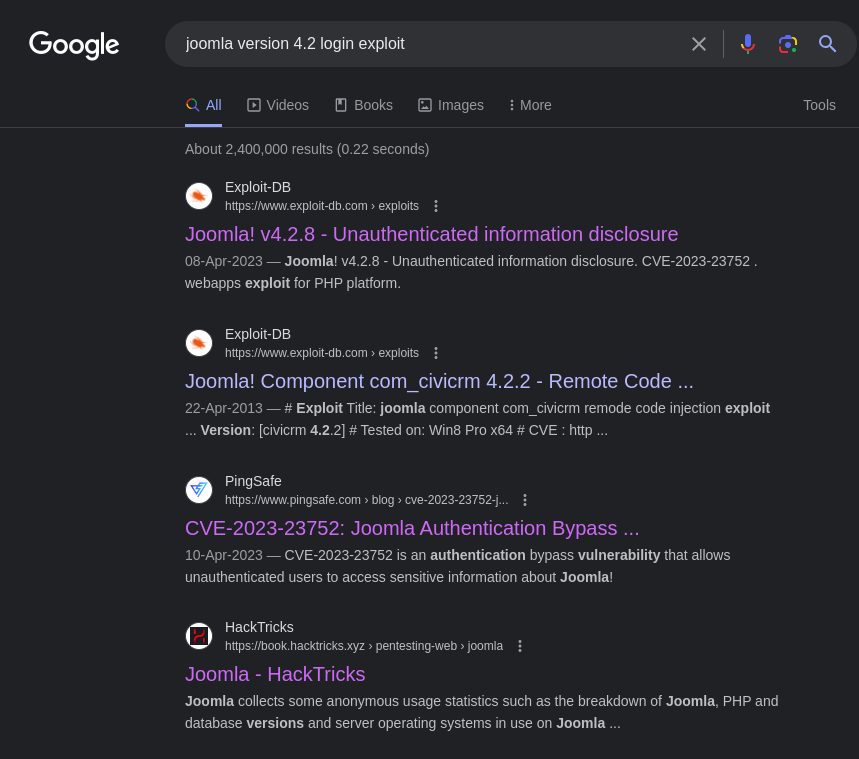 Google
joomla version 4.2 login exploit
All Videos Books Images More Tools
About 2,400,000 results (0.22 seconds)
Exploit-DB
https://www.exploit-db.com › exploits
Joomla! v4.2.8 - Unauthenticated information disclosure
08-Apr-2023 — Joomla! v4.2.8 - Unauthenticated information disclosure. CVE-2023-23752 .
webapps exploit for PHP platform.
Exploit-DB
https://www.exploit-db.com › exploits
Joomla! Component com_civicrm 4.2.2 - Remote Code ...
22-Apr-2013 — # Exploit Title: joomla component com_civicrm remode code injection exploit
... Version: [civicrm 4.2.2] # Tested on: Win8 Pro x64 # CVE : http ...
PingSafe
https://www.pingsafe.com › blog › cve-2023-23752-j...
CVE-2023-23752: Joomla Authentication Bypass ...
10-Apr-2023 — CVE-2023-23752 is an authentication bypass vulnerability that allows
unauthenticated users to access sensitive information about Joomla!
HackTricks
https://book.hacktricks.xyz › pentesting-web › joomla
Joomla - HackTricks
Joomla collects some anonymous usage statistics such as the breakdown of Joomla, PHP and
database versions and server operating systems in use on Joomla ...